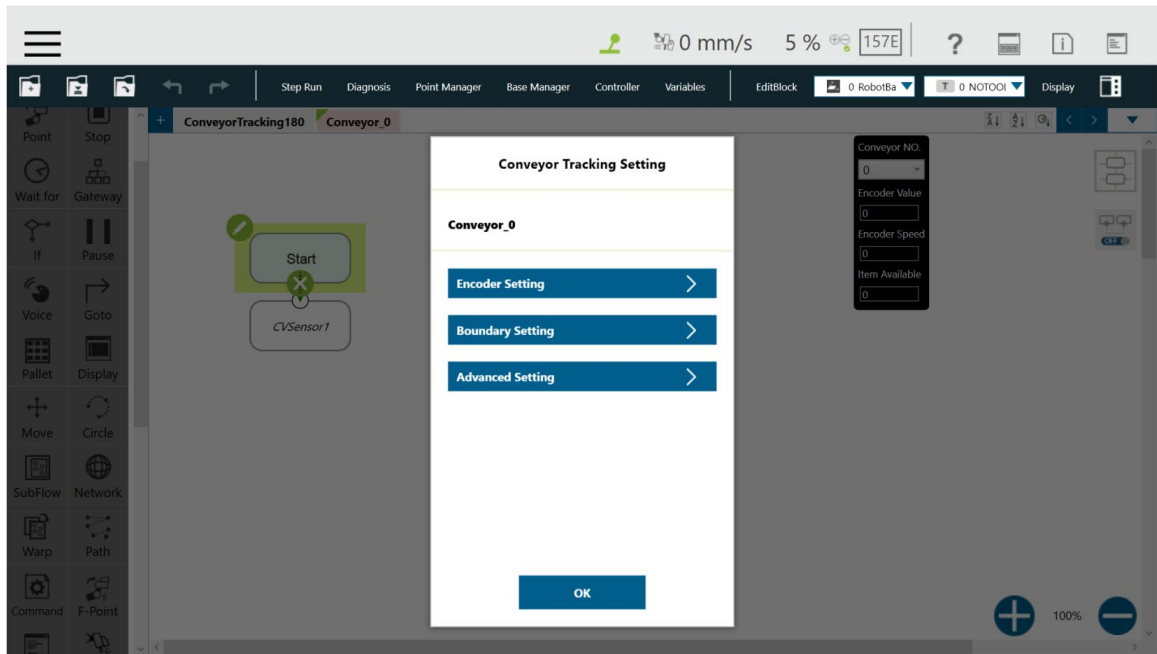 0 mm/s 5 % 157E ?
Step Run Diagnosis Point Manager Base Manager Controller Variables EditBlock 0 RobotBa T 0 NOTOOl Display
+ ConveyorTracking180 Conveyor_0
Point Stop
Wait for Gateway
If Pause
Voice Goto
Pallet Display
Move Circle
SubFlow Network
Warp Path
Command F-Point
Start
CVSensor1
Conveyor Tracking Setting
Conveyor_0
Encoder Setting
Boundary Setting
Advanced Setting
OK
Conveyor NO.
0
Encoder Value
0
Encoder Speed
0
Item Available
0
OFF
100%